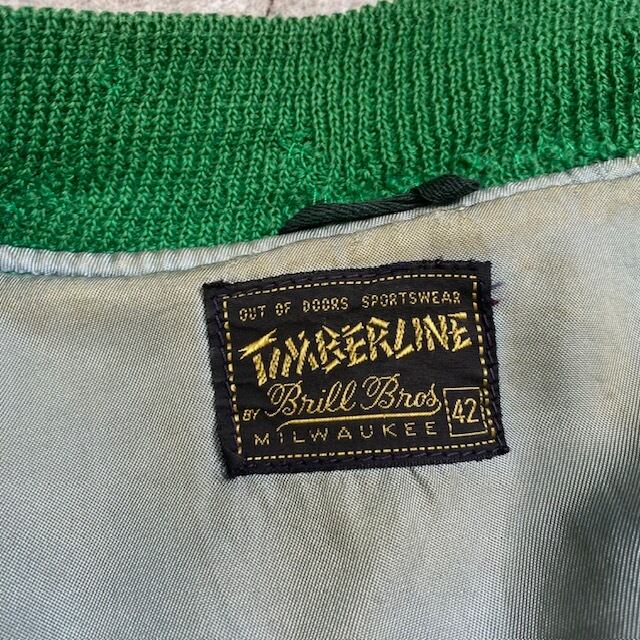 OUT OF DOORS SPORTSWEAR
TIMBERLINE
BY Brill Bros 42
MILWAUKEE